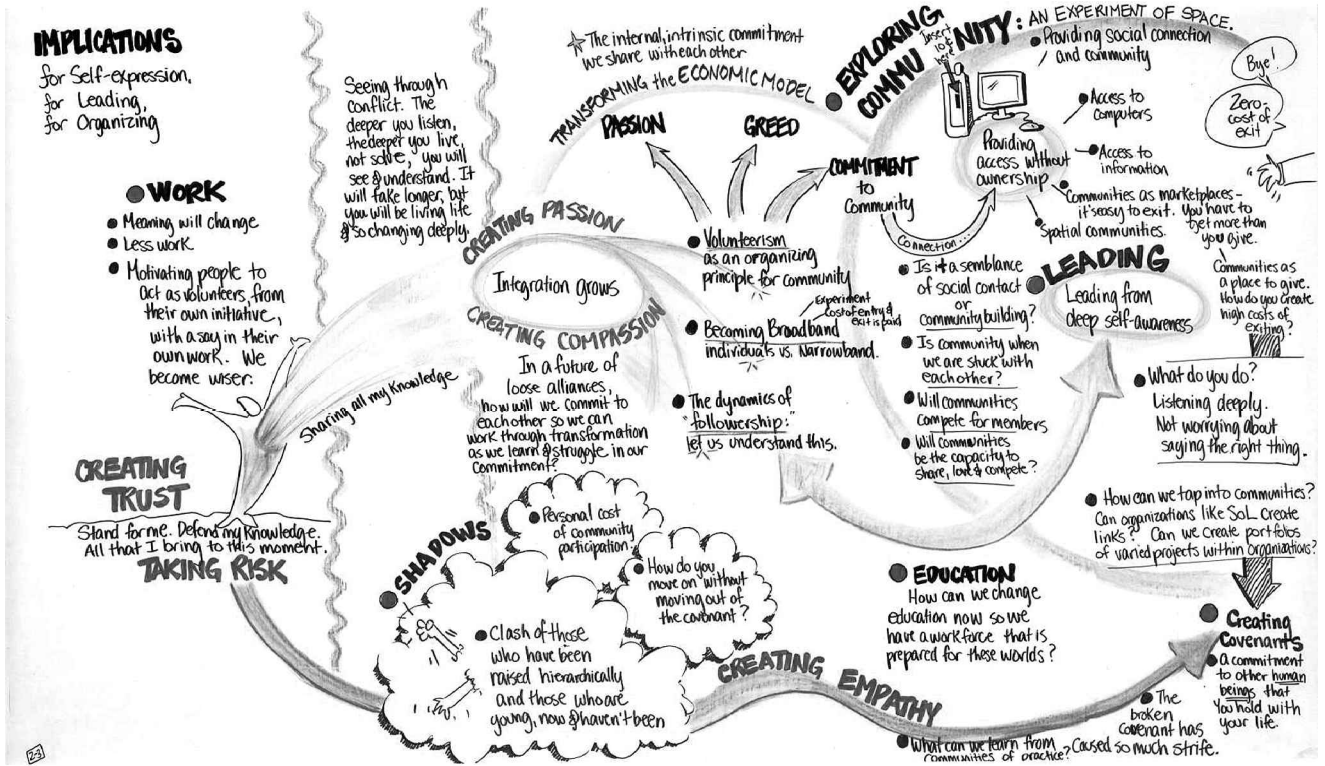 IMPLICATIONS
for Self-expression,
for Leading,
for Organizing
WORK
Meaning will change
Less work
Motivating people to
act as volunteers, from
their own initiative,
with a say in their
own work. We
become wiser.
CREATING
TRUST
Stand for me. Defend my knowledge.
All that I bring to this moment.
TAKING RISK
Seeing through
conflict. The
deeper you listen,
the deeper you live,
not solve, you will
see & understand. It
will take longer, but
you will be living life
& so changing deeply.
Sharing all my knowledge
The internal, intrinsic commitment
we share with each other
TRANSFORMING the ECONOMIC MODEL
PASSION
GREED
COMMITMENT
to
Community
CREATING PASSION
Integration grows
CREATING COMPASSION
In a future of
loose alliances,
how will we commit to
each other so we can
work through transformation
as we learn & struggle in our
commitment?
Volunteerism
as an organizing
principle for community
Experiment
cost of entry &
exit is paid
Becoming Broadband
individuals vs. Narrowband.
The dynamics of
"followership:"
let us understand this.
EXPLORING
COMMUNITY: AN EXPERIMENT OF SPACE.
Insert
10¢
here
Providing social connection
and community
Access to
computers
Providing
access without
ownership
Access to
information
Communities as marketplaces -
it's easy to exit. You have to
get more than
you give.
Spatial communities.
Bye!
Zero-
cost of
exit
Connection...
Is it a semblance
of social contact
or
community building?
Is community when
we are stuck with
each other?
Will communities
compete for members
Will communities
be the capacity to
share, love & compete?
LEADING
Leading from
deep self-awareness
Communities as
a place to give.
How do you create
high costs of
exiting?
What do you do?
Listening deeply.
Not worrying about
saying the right thing.
How can we tap into communities?
Can organizations like SoL create
links? Can we create portfolos
of varied projects within organizations?
SHADOWS
Personal cost
of community
participation.
How do you
move on without
moving out of
the covenant?
Clash of those
who have been
raised hierarchically
and those who are
young, now & haven't been
CREATING EMPATHY
EDUCATION
How can we change
education now so we
have a workforce that is
prepared for these worlds?
Creating
Covenants
A commitment
to other human
beings that
you hold with
your life.
The
broken
covenant has
caused so much strife.
What can we learn from
communities of practice?
2-3